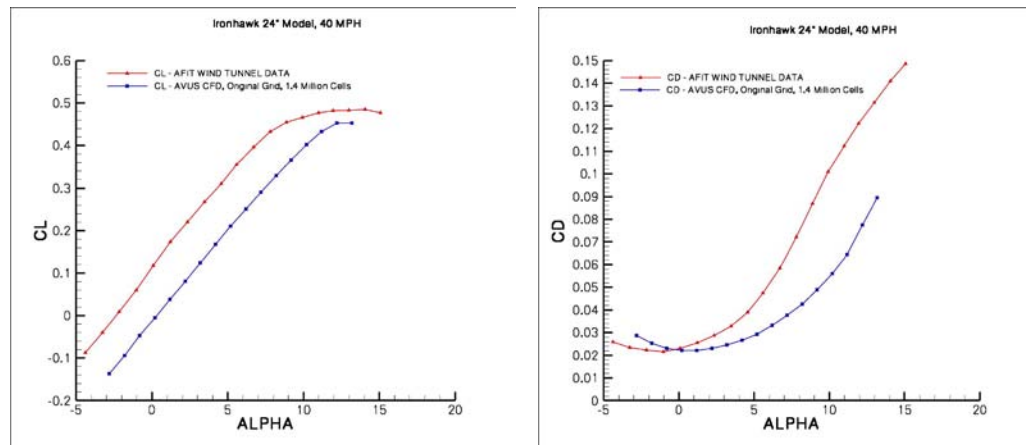 Ironhawk 24" Model, 40 MPH
CL - AFIT WIND TUNNEL DATA
CL - AVUS CFD, Original Grid, 1.4 Million Cells
0.6
0.5
0.4
0.3
0.2
0.1
0
-0.1
-0.2
CL
-5 0 5 10 15 20
ALPHA
Ironhawk 24" Model, 40 MPH
CD - AFIT WIND TUNNEL DATA
CD - AVUS CFD, Original Grid, 1.4 Million Cells
0.15
0.14
0.13
0.12
0.11
0.1
0.09
0.08
0.07
0.06
0.05
0.04
0.03
0.02
0.01
0
CD
-5 0 5 10 15 20
ALPHA